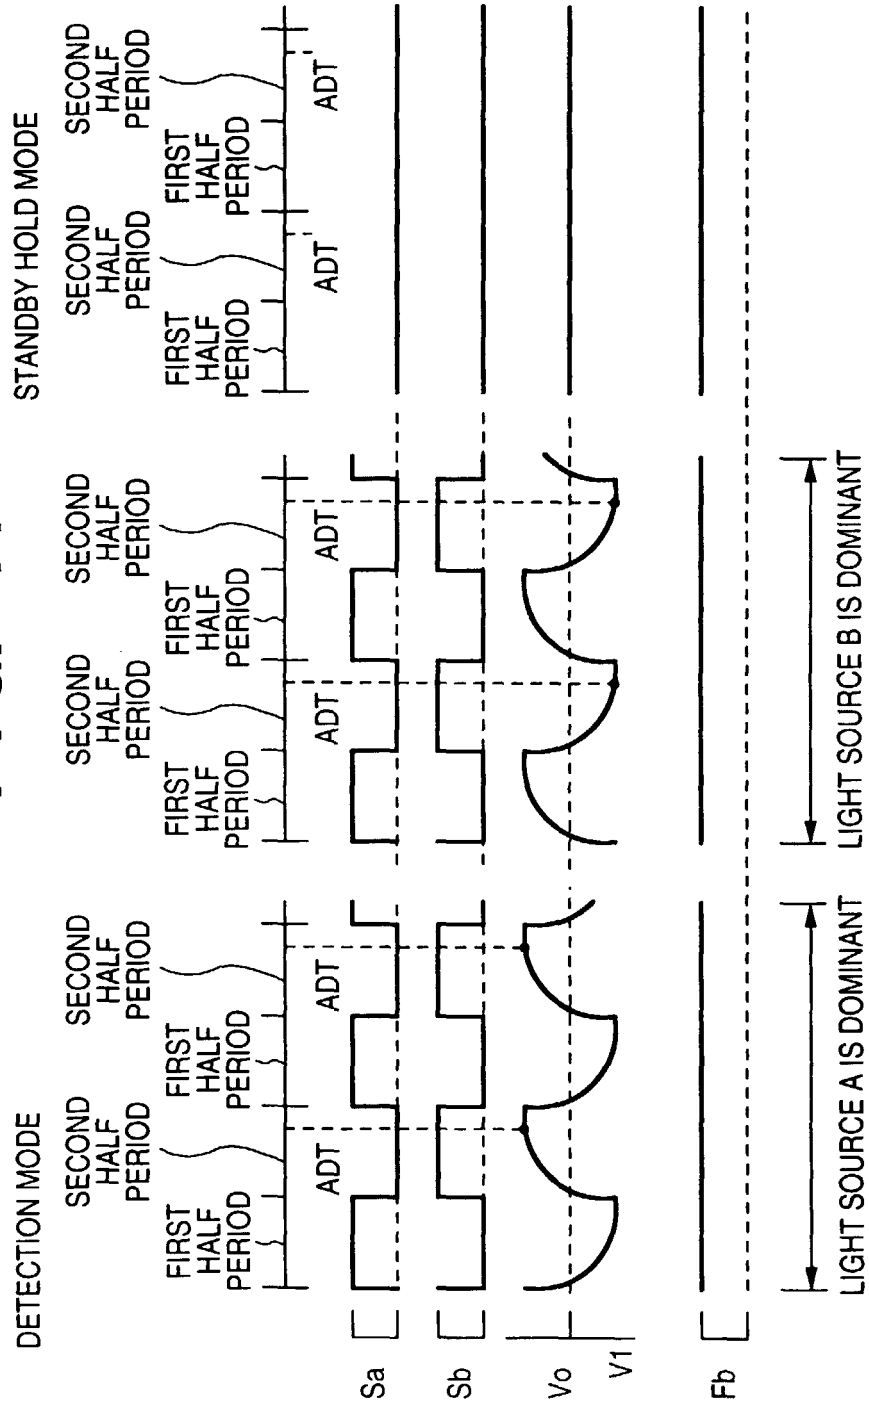 DETECTION MODE
STANDBY HOLD MODE
FIRST
HALF
PERIOD
SECOND
HALF
PERIOD
FIRST
HALF
PERIOD
SECOND
HALF
PERIOD
FIRST
HALF
PERIOD
SECOND
HALF
PERIOD
FIRST
HALF
PERIOD
SECOND
HALF
PERIOD
FIRST
HALF
PERIOD
SECOND
HALF
PERIOD
FIRST
HALF
PERIOD
SECOND
HALF
PERIOD
ADT
ADT
ADT
ADT
ADT
ADT
Sa
Sb
Vo
V1
Fb
LIGHT SOURCE A IS DOMINANT
LIGHT SOURCE B IS DOMINANT